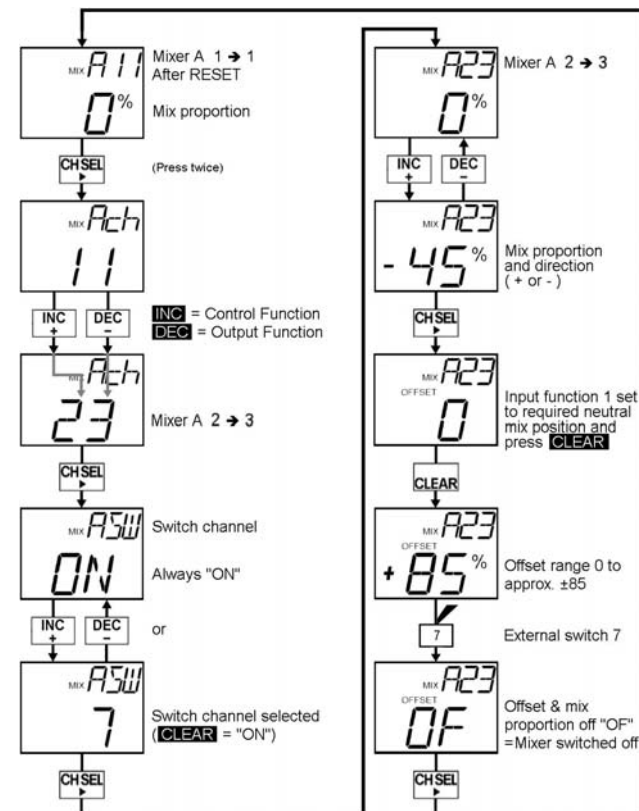 MIX A11
Mixer A 1 ➔ 1
After RESET
0%
Mix proportion
CH SEL
(Press twice)
MIX Ach
11
INC
+
DEC
−
INC = Control Function
DEC = Output Function
MIX Ach
23
Mixer A 2 ➔ 3
CH SEL
MIX ASW
Switch channel
ON
Always "ON"
INC
+
DEC
−
or
MIX ASW
7
Switch channel selected
(CLEAR = "ON")
CH SEL
MIX A23
Mixer A 2 ➔ 3
0%
INC
+
DEC
−
MIX A23
- 45%
Mix proportion
and direction
( + or - )
CH SEL
MIX A23
OFFSET
0
Input function 1 set
to required neutral
mix position and
press CLEAR
CLEAR
MIX A23
OFFSET
+ 85%
Offset range 0 to
approx. ±85
7
External switch 7
MIX A23
OFFSET
OF
Offset & mix
proportion off "OF"
=Mixer switched off
CH SEL